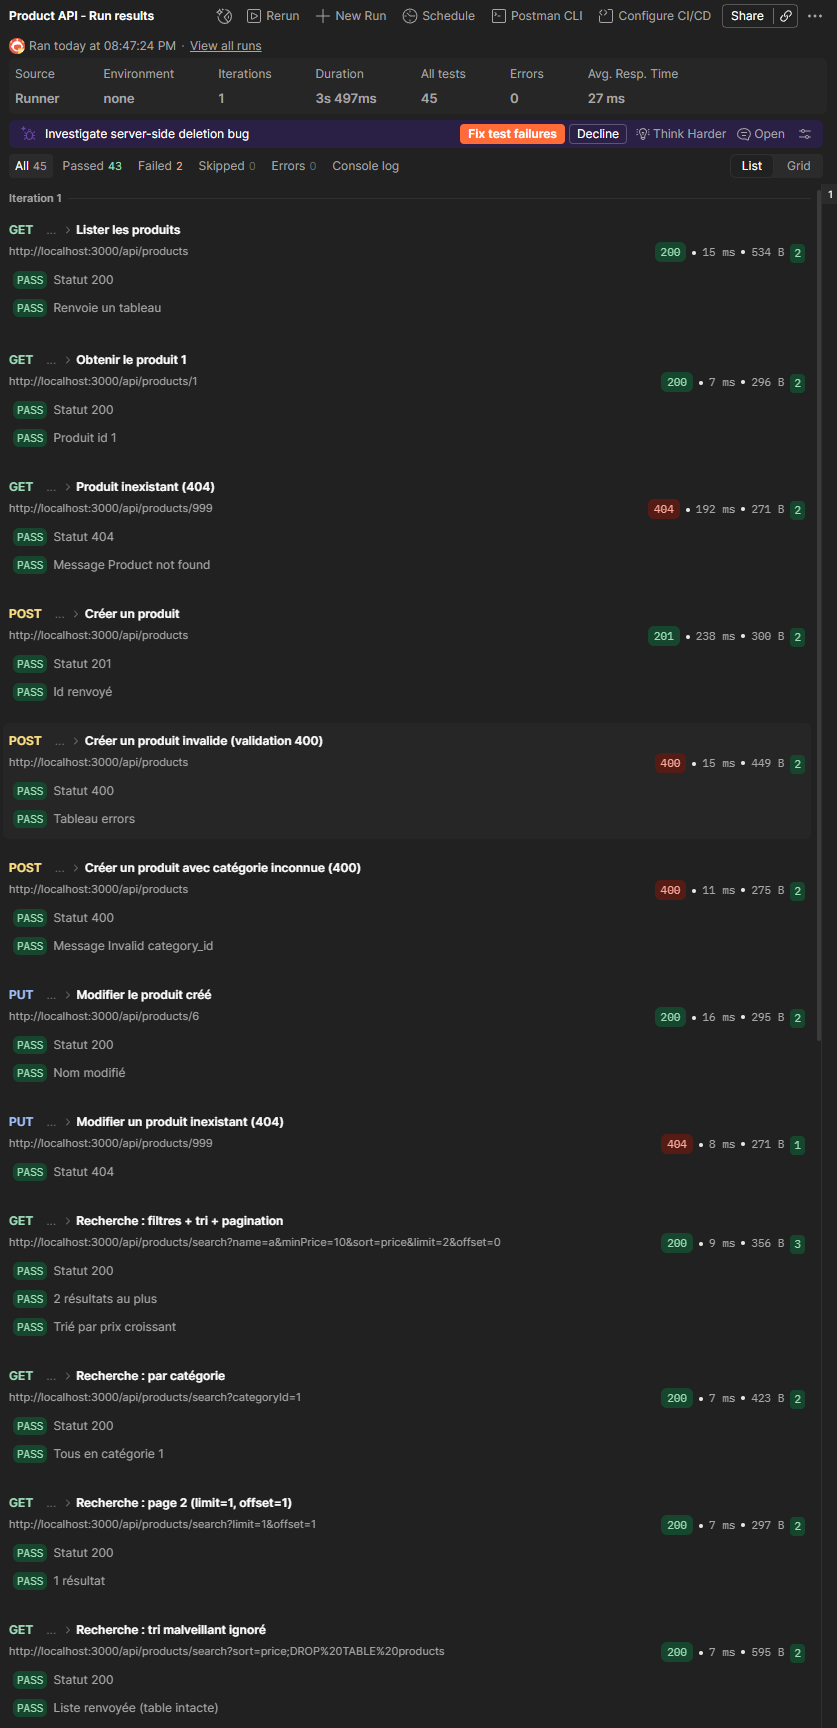 Product API - Run results
Rerun
New Run
Schedule
Postman CLI
Configure CI/CD
Share
Ran today at 08:47:24 PM · View all runs
Source Environment Iterations Duration All tests Errors Avg. Resp. Time
Runner none 1 3s 497ms 45 0 27 ms
Investigate server-side deletion bug
Fix test failures
Decline
Think Harder
Open
All 45 Passed 43 Failed 2 Skipped 0 Errors 0 Console log
List Grid
Iteration 1
1
GET ... > Lister les produits
http://localhost:3000/api/products 200 • 15 ms • 534 B 2
PASS Statut 200
PASS Renvoie un tableau
GET ... > Obtenir le produit 1
http://localhost:3000/api/products/1 200 • 7 ms • 296 B 2
PASS Statut 200
PASS Produit id 1
GET ... > Produit inexistant (404)
http://localhost:3000/api/products/999 404 • 192 ms • 271 B 2
PASS Statut 404
PASS Message Product not found
POST ... > Créer un produit
http://localhost:3000/api/products 201 • 238 ms • 300 B 2
PASS Statut 201
PASS Id renvoyé
POST ... > Créer un produit invalide (validation 400)
http://localhost:3000/api/products 400 • 15 ms • 449 B 2
PASS Statut 400
PASS Tableau errors
POST ... > Créer un produit avec catégorie inconnue (400)
http://localhost:3000/api/products 400 • 11 ms • 275 B 2
PASS Statut 400
PASS Message Invalid category_id
PUT ... > Modifier le produit créé
http://localhost:3000/api/products/6 200 • 16 ms • 295 B 2
PASS Statut 200
PASS Nom modifié
PUT ... > Modifier un produit inexistant (404)
http://localhost:3000/api/products/999 404 • 8 ms • 271 B 1
PASS Statut 404
GET ... > Recherche : filtres + tri + pagination
http://localhost:3000/api/products/search?name=a&minPrice=10&sort=price&limit=2&offset=0 200 • 9 ms • 356 B 3
PASS Statut 200
PASS 2 résultats au plus
PASS Trié par prix croissant
GET ... > Recherche : par catégorie
http://localhost:3000/api/products/search?categoryId=1 200 • 7 ms • 423 B 2
PASS Statut 200
PASS Tous en catégorie 1
GET ... > Recherche : page 2 (limit=1, offset=1)
http://localhost:3000/api/products/search?limit=1&offset=1 200 • 7 ms • 297 B 2
PASS Statut 200
PASS 1 résultat
GET ... > Recherche : tri malveillant ignoré
http://localhost:3000/api/products/search?sort=price;DROP%20TABLE%20products 200 • 7 ms • 595 B 2
PASS Statut 200
PASS Liste renvoyée (table intacte)